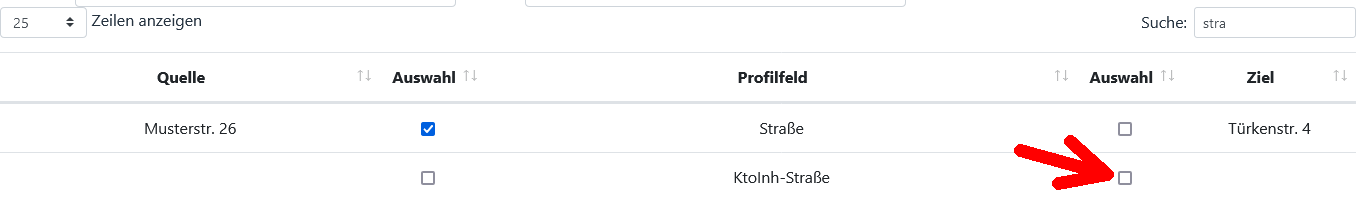 25 Zeilen anzeigen Suche: stra
Quelle Auswahl Profilfeld Auswahl Ziel
Musterstr. 26 Straße Türkenstr. 4
KtoInh-Straße